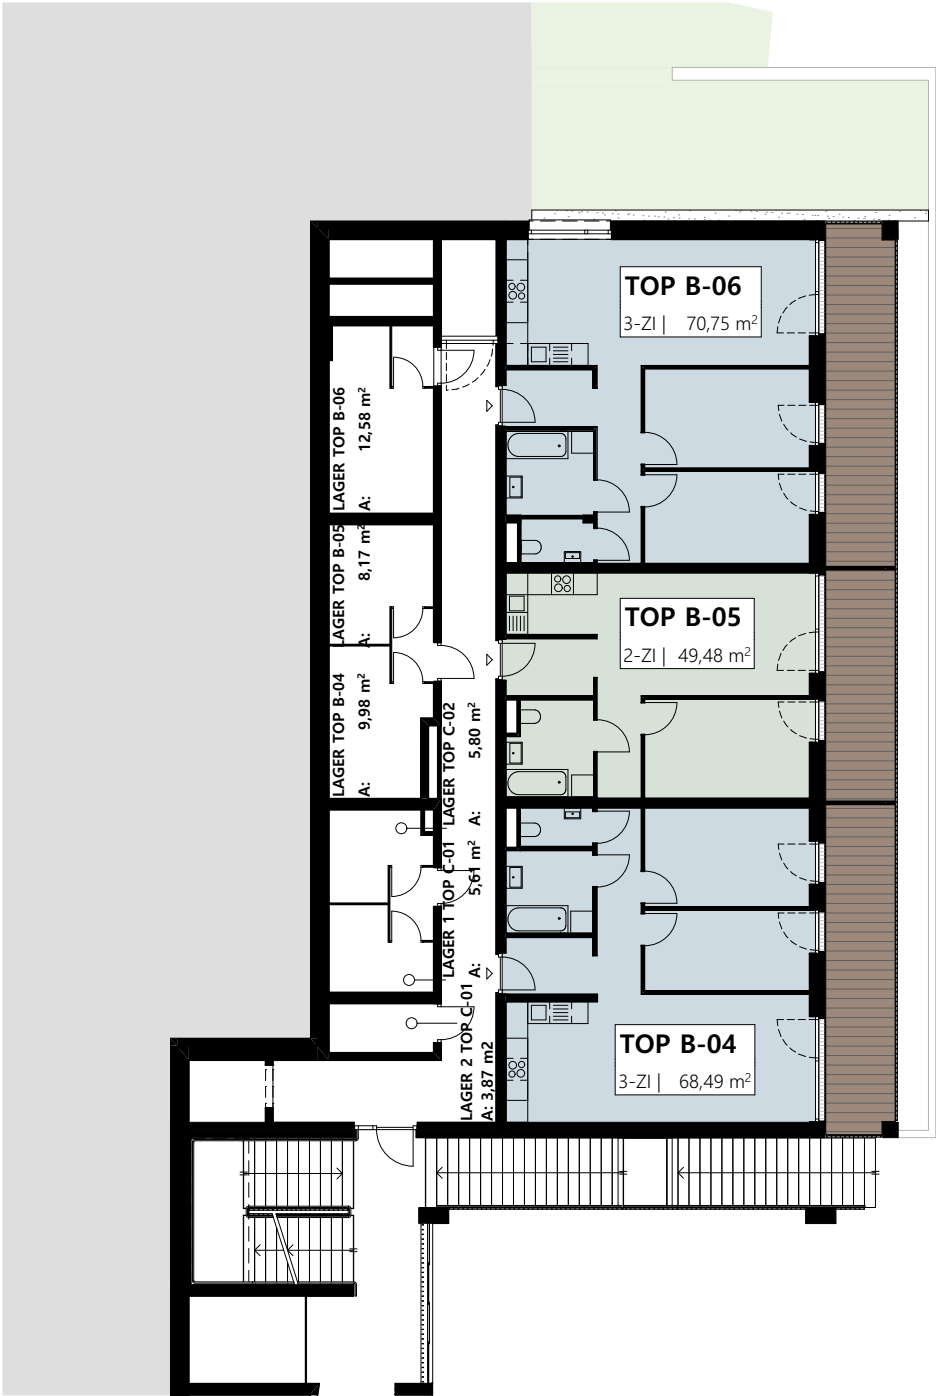 TOP B-06
3-ZI | 70,75 m²
LAGER TOP B-06
A: 12,58 m²
LAGER TOP B-05
A: 8,17 m²
TOP B-05
2-ZI | 49,48 m²
LAGER TOP B-04
A: 9,98 m²
LAGER TOP C-02
A: 5,80 m²
LAGER 1 TOP C-01
A: 5,61 m²
LAGER 2 TOP C-01
A: 3,87 m2
TOP B-04
3-ZI | 68,49 m²